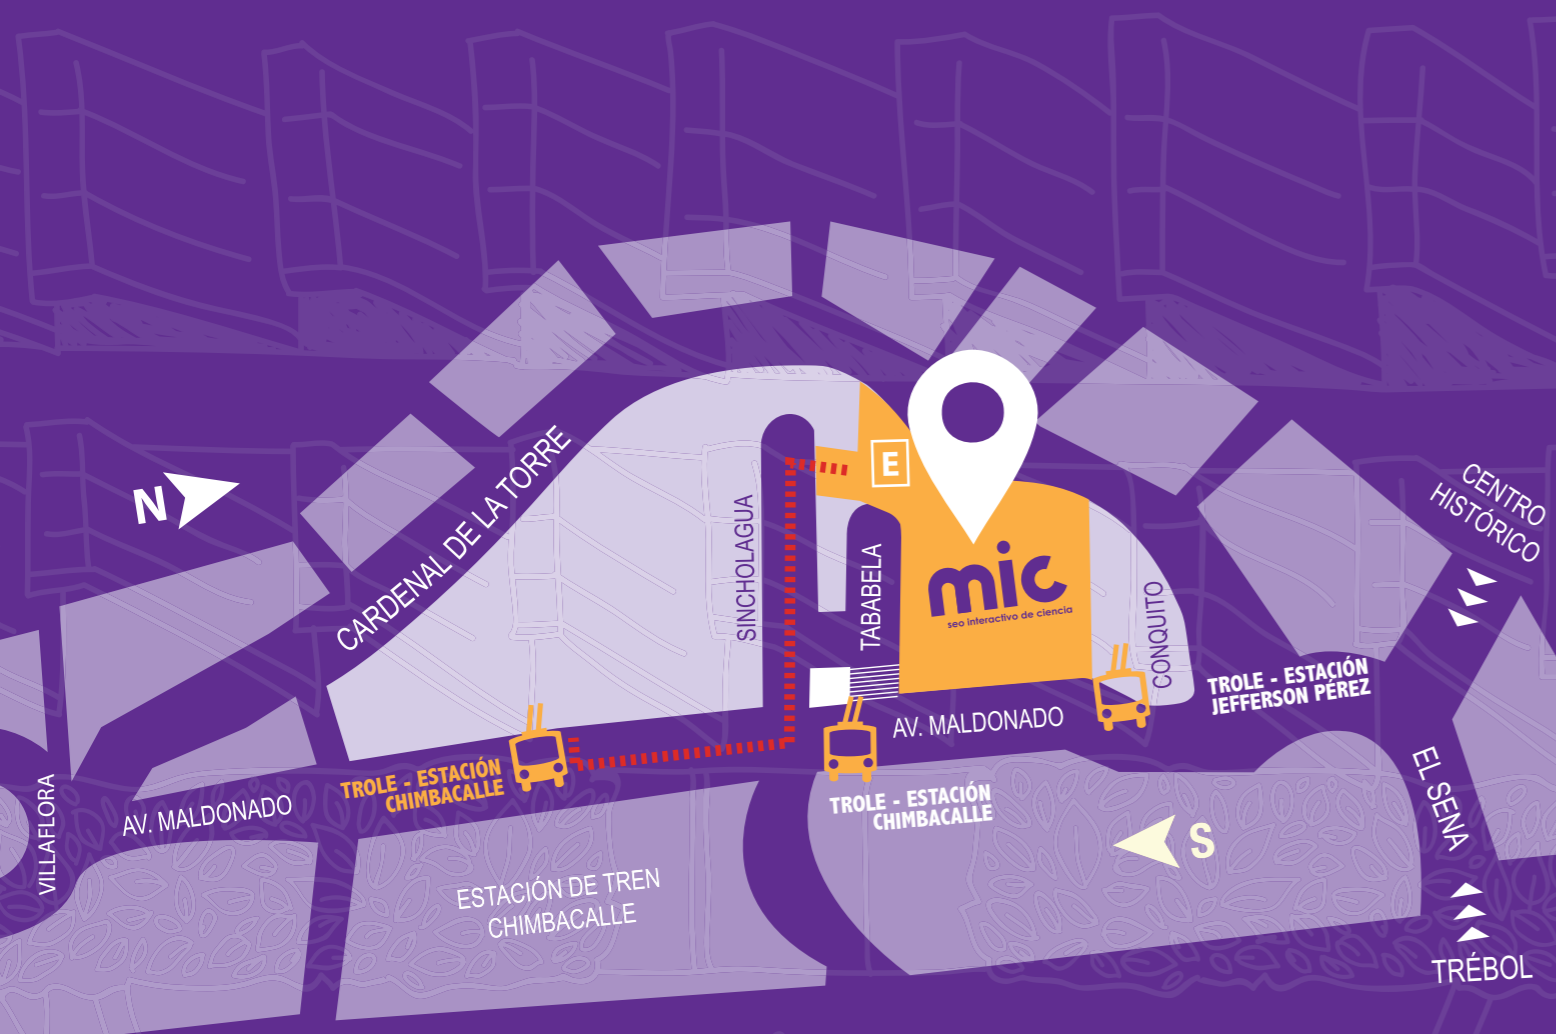 CENTRO
HISTÓRICO
N
CARDENAL DE LA TORRE
E
SINCHOLAGUA
TABABELA
mic
seo interactivo de ciencia
CONQUITO
TROLE - ESTACIÓN
JEFFERSON PÉREZ
AV. MALDONADO
TROLE - ESTACIÓN
CHIMBACALLE
VILLAFLORA
AV. MALDONADO
TROLE - ESTACIÓN
CHIMBACALLE
EL SENA
S
ESTACIÓN DE TREN
CHIMBACALLE
TRÉBOL